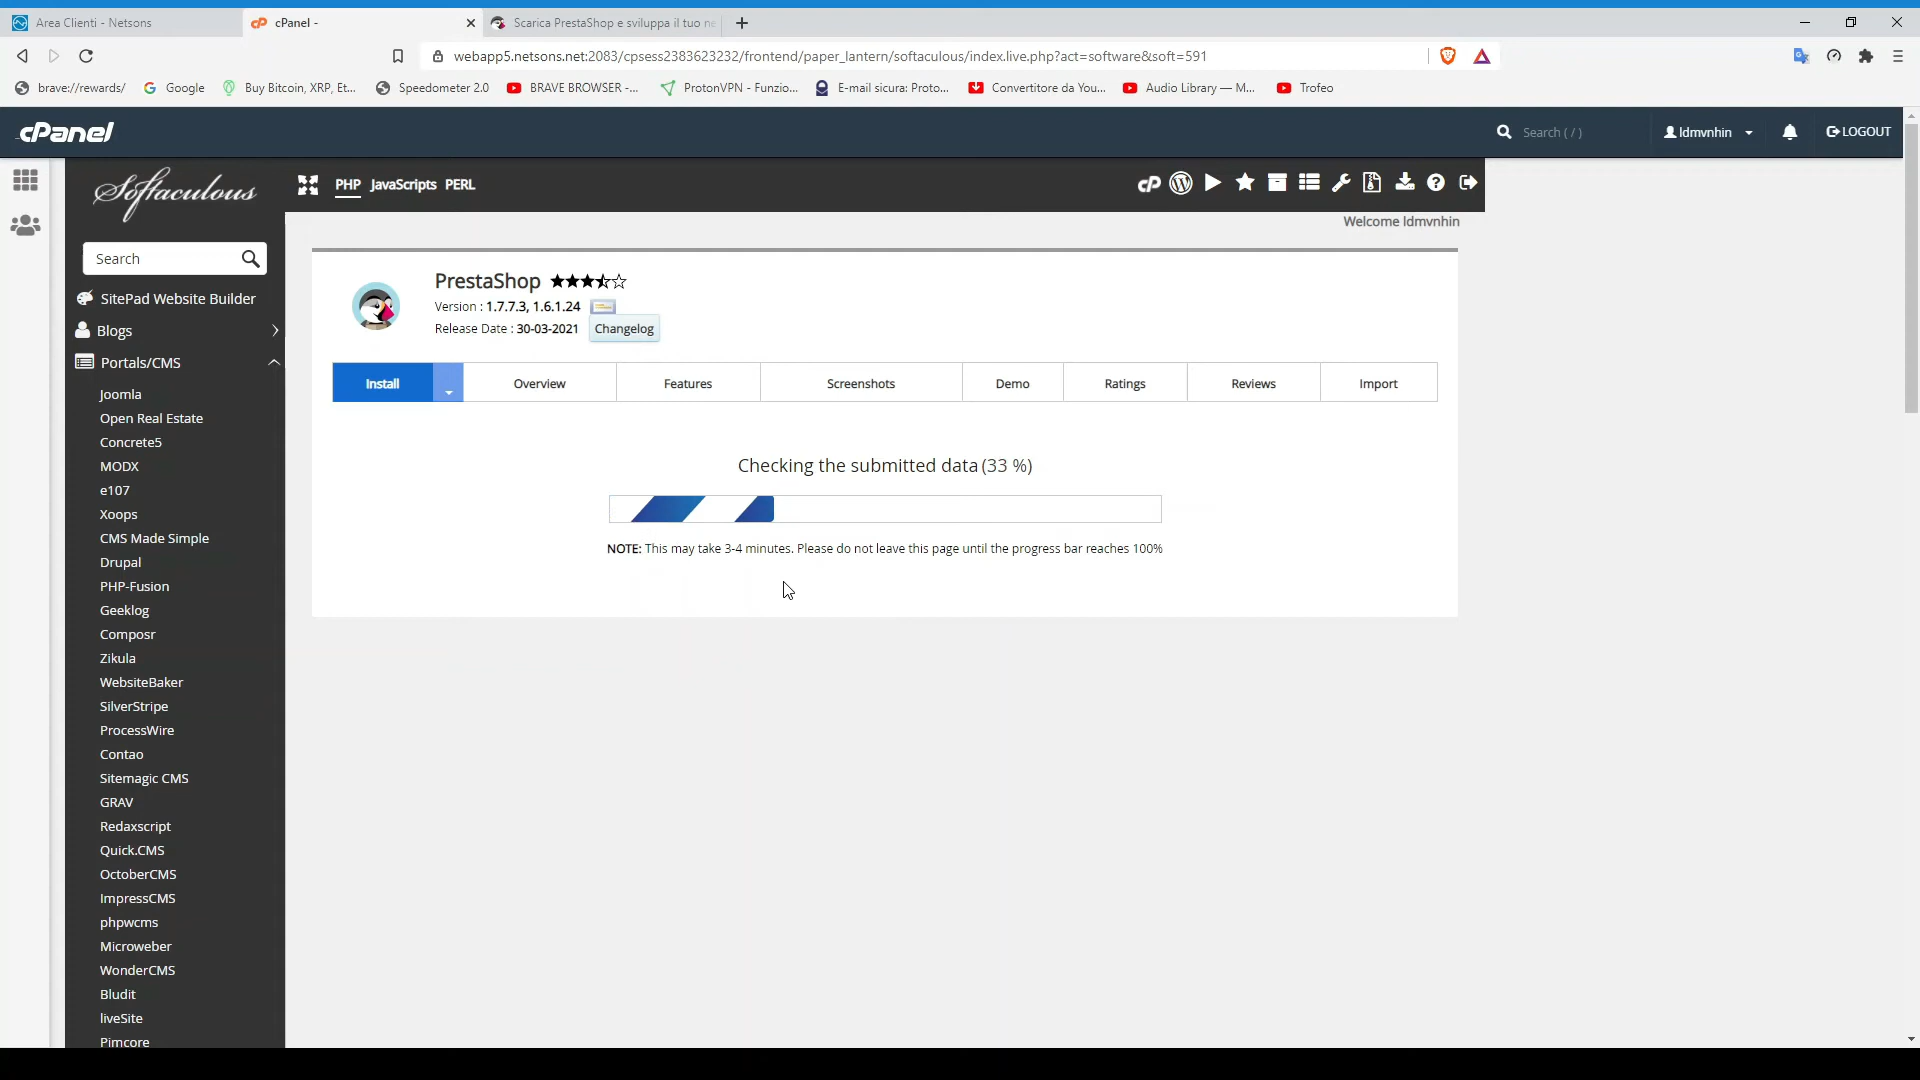 Area Clienti - Netsons
cPanel -
Scarica PrestaShop e sviluppa il tuo ne
webapp5.netsons.net:2083/cpsess2383623232/frontend/paper_lantern/softaculous/index.live.php?act=software&soft=591
brave://rewards/
Google
Buy Bitcoin, XRP, Et...
Speedometer 2.0
BRAVE BROWSER -...
ProtonVPN - Funzio...
E-mail sicura: Proto...
Convertitore da You...
Audio Library — M...
Trofeo
cPanel
Search ( / )
ldmvnhin
LOGOUT
Softaculous
PHP JavaScripts PERL
Welcome ldmvnhin
Search
SitePad Website Builder
Blogs
Portals/CMS
Joomla
Open Real Estate
Concrete5
MODX
e107
Xoops
CMS Made Simple
Drupal
PHP-Fusion
Geeklog
Composr
Zikula
WebsiteBaker
SilverStripe
ProcessWire
Contao
Sitemagic CMS
GRAV
Redaxscript
Quick.CMS
OctoberCMS
ImpressCMS
phpwcms
Microweber
WonderCMS
Bludit
liveSite
Pimcore
PrestaShop
Version : 1.7.7.3, 1.6.1.24
Release Date : 30-03-2021
Changelog
Install
Overview
Features
Screenshots
Demo
Ratings
Reviews
Import
Checking the submitted data (33 %)
NOTE: This may take 3-4 minutes. Please do not leave this page until the progress bar reaches 100%